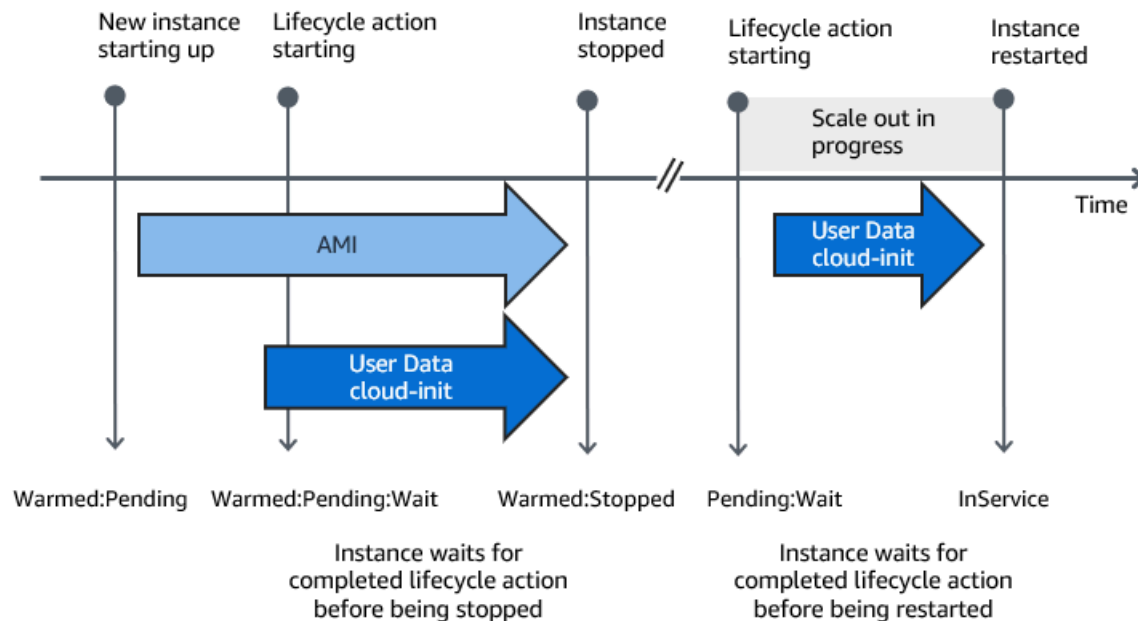 New instance
starting up
Lifecycle action
starting
Instance
stopped
Lifecycle action
starting
Instance
restarted
Scale out in
progress
Time
AMI
User Data
cloud-init
User Data
cloud-init
Warmed:Pending
Warmed:Pending:Wait
Warmed:Stopped
Pending:Wait
InService
Instance waits for
completed lifecycle action
before being stopped
Instance waits for
completed lifecycle action
before being restarted